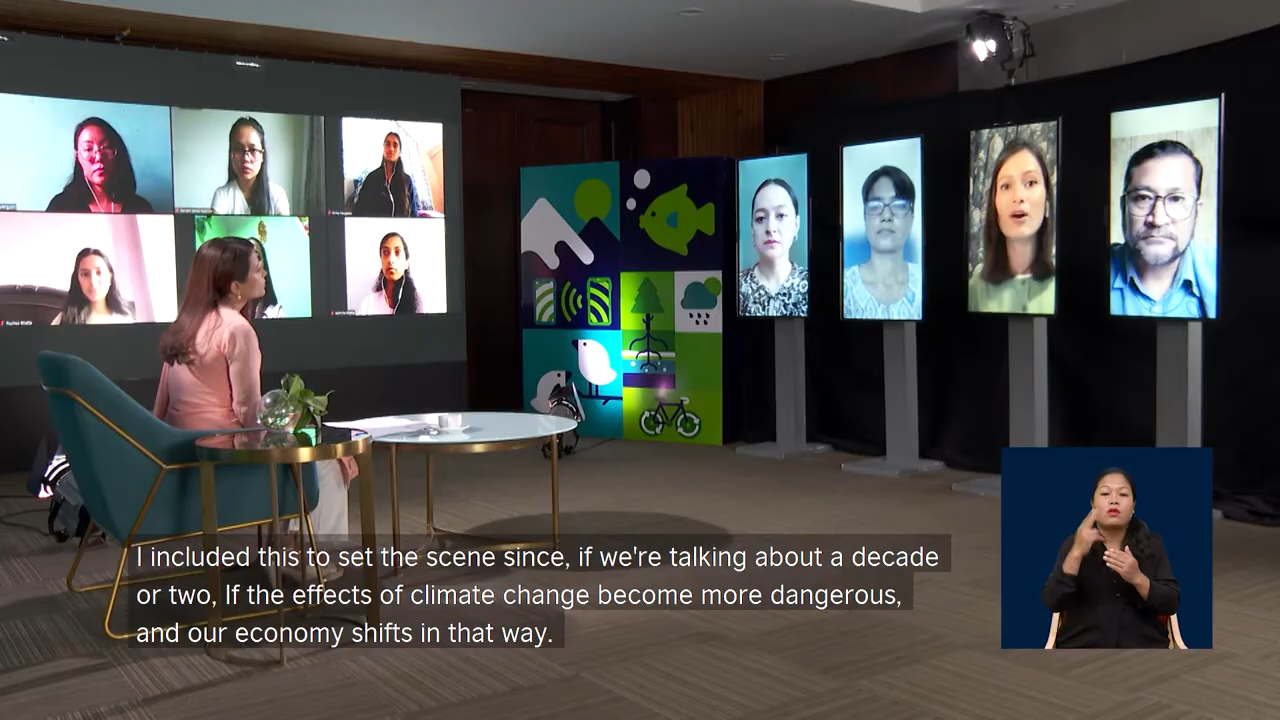 I included this to set the scene since, if we're talking about a decade
or two, If the effects of climate change become more dangerous,
and our economy shifts in that way.